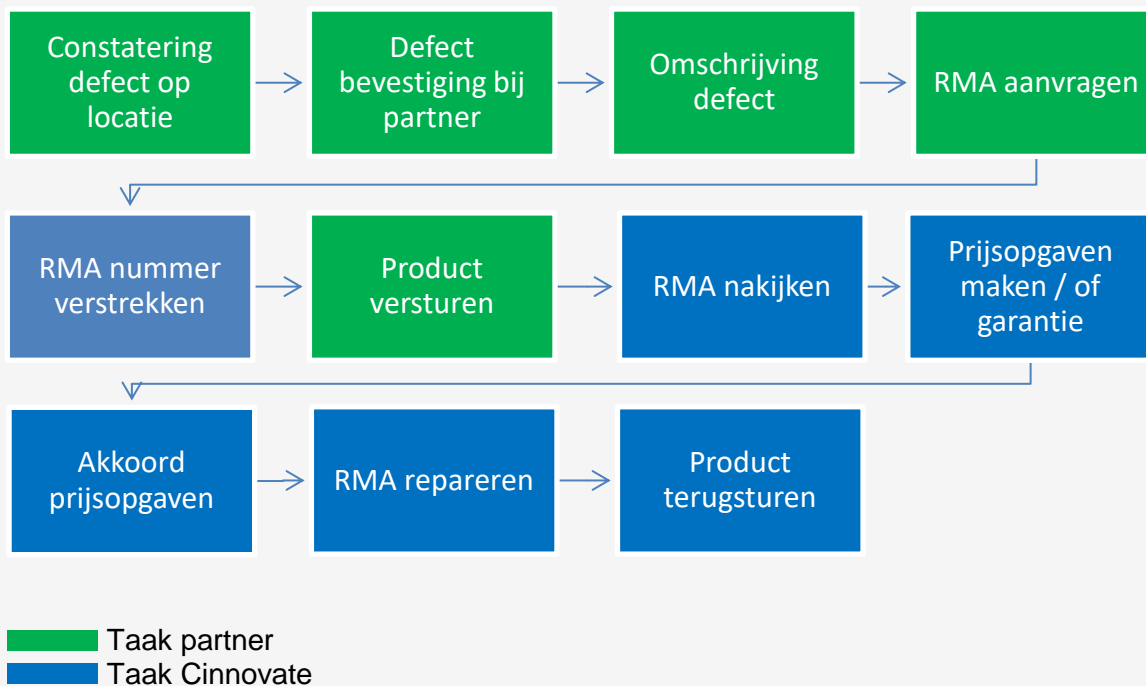 Constatering
defect op
locatie
Defect
bevestiging bij
partner
Omschrijving
defect
RMA aanvragen
RMA nummer
verstrekken
Product
versturen
RMA nakijken
Prijsopgaven
maken / of
garantie
Akkoord
prijsopgaven
RMA repareren
Product
terugsturen
Taak partner
Taak Cinnovate